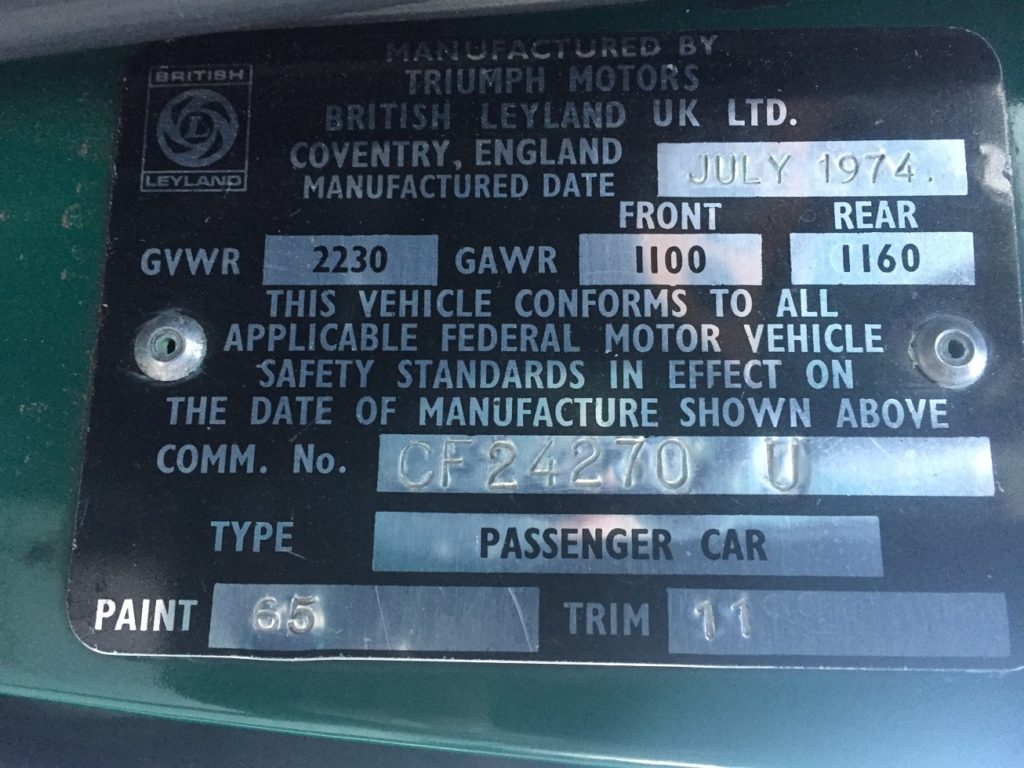 MANUFACTURED BY
TRIUMPH MOTORS
BRITISH LEYLAND UK LTD.
BRITISH
L
LEYLAND
COVENTRY, ENGLAND
MANUFACTURED DATE JULY 1974.
FRONT REAR
GVWR 2230 GAWR 1100 1160
THIS VEHICLE CONFORMS TO ALL
APPLICABLE FEDERAL MOTOR VEHICLE
SAFETY STANDARDS IN EFFECT ON
THE DATE OF MANUFACTURE SHOWN ABOVE
COMM. No. CF24270 U
TYPE PASSENGER CAR
PAINT 65 TRIM 11